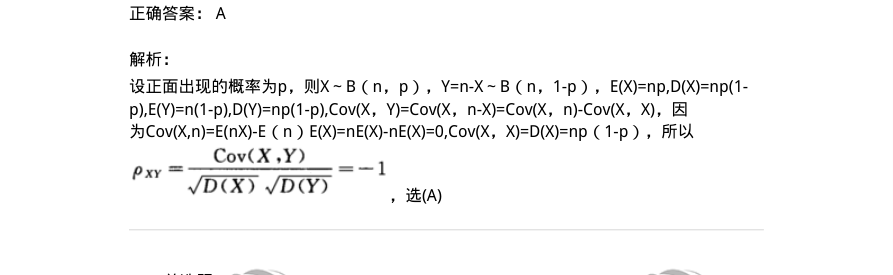 正确答案： A
解析：
设正面出现的概率为p，则X ~ B（n，p），Y=n-X ~ B（n，1-p），E(X)=np,D(X)=np(1-
p),E(Y)=n(1-p),D(Y)=np(1-p),Cov(X，Y)=Cov(X，n-X)=Cov(X，n)-Cov(X，X)，因
为Cov(X,n)=E(nX)-E（n）E(X)=nE(X)-nE(X)=0,Cov(X，X)=D(X)=np（1-p），所以
ρXY = Cov(X,Y) / √D(X) √D(Y) = -1
，选(A)